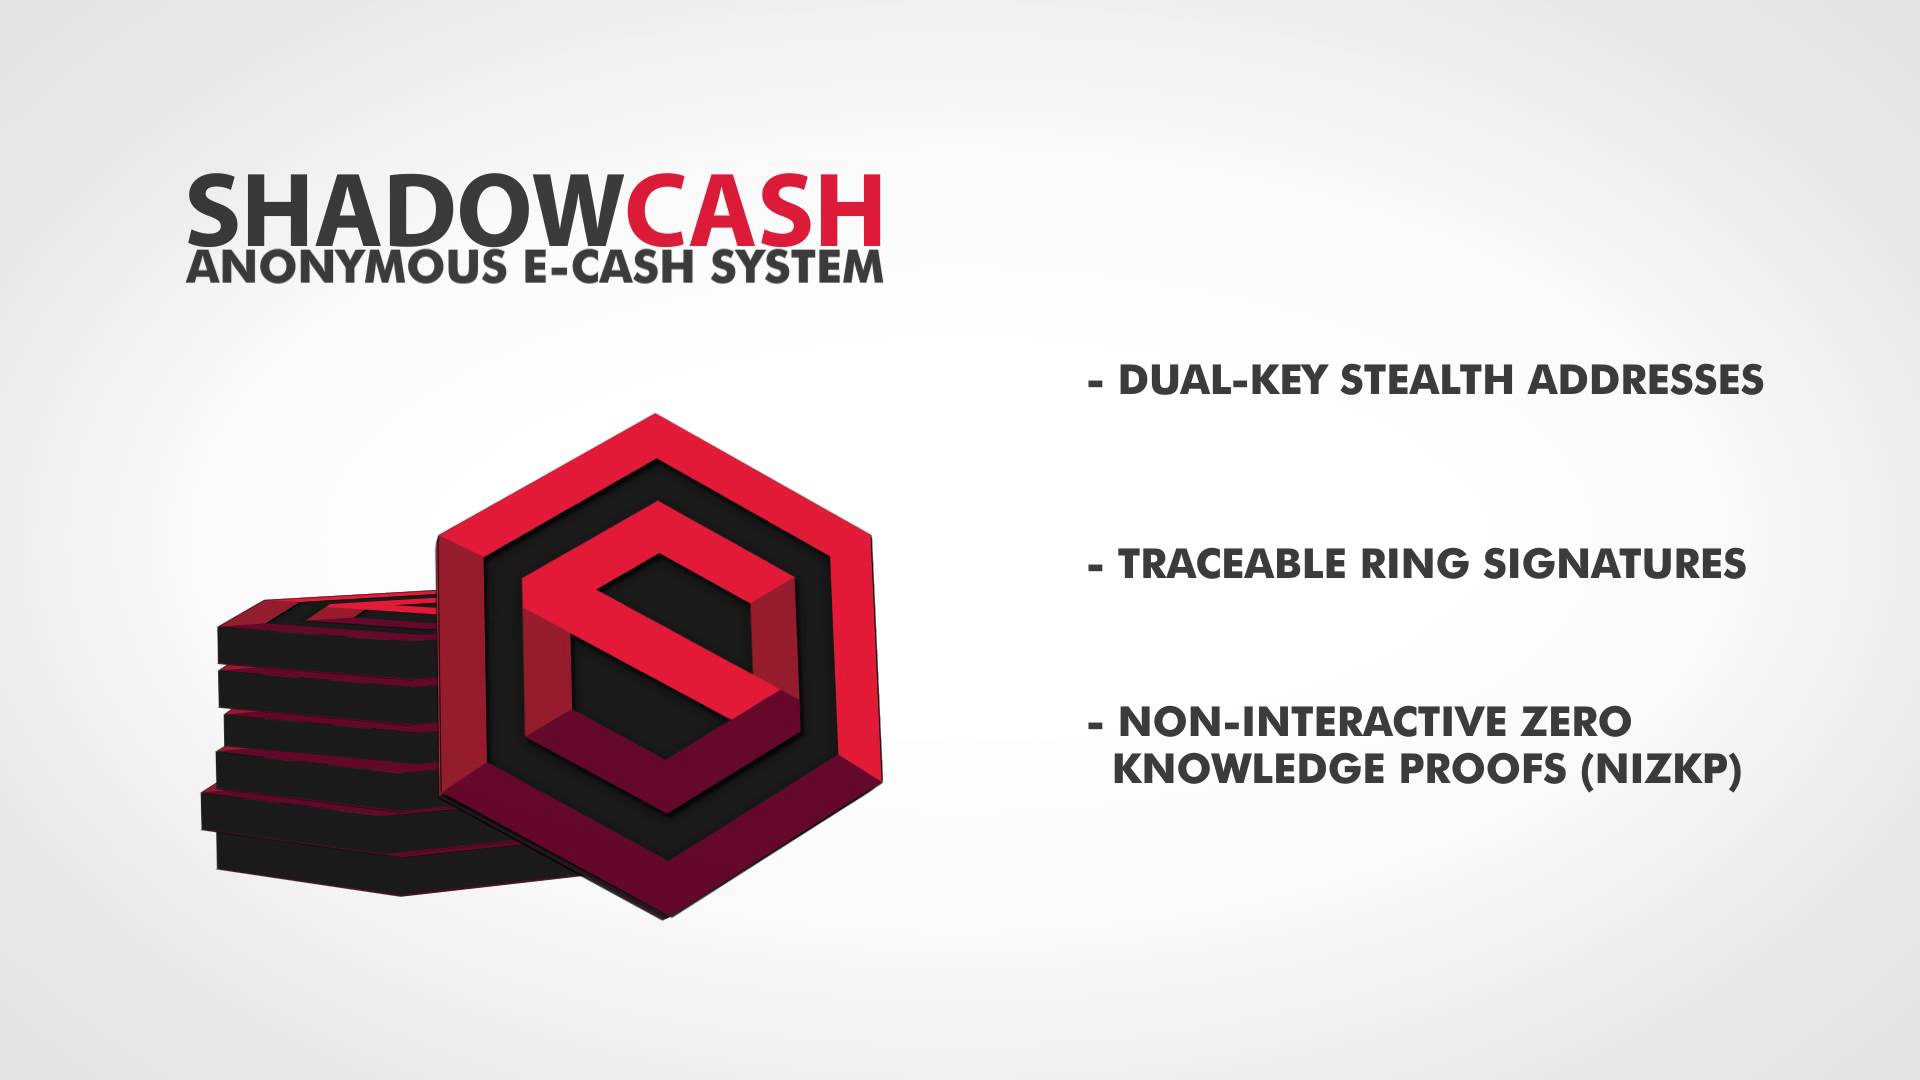 SHADOWCASH
ANONYMOUS E-CASH SYSTEM
- DUAL-KEY STEALTH ADDRESSES
- TRACEABLE RING SIGNATURES
- NON-INTERACTIVE ZERO
KNOWLEDGE PROOFS (NIZKP)